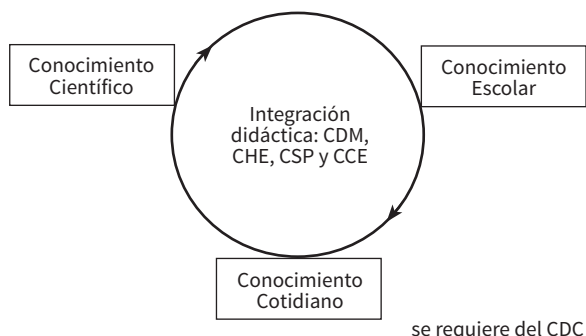 Conocimiento
Científico
Conocimiento
Escolar
Integración
didáctica: CDM,
CHE, CSP y CCE
Conocimiento
Cotidiano
se requiere del CDC